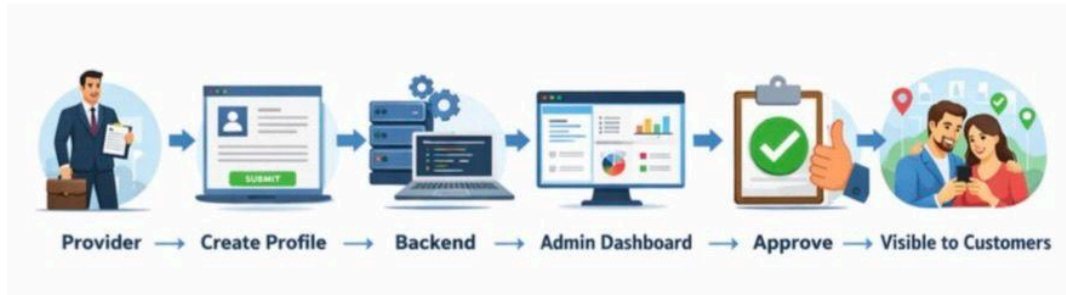 SUBMIT
Provider → Create Profile → Backend → Admin Dashboard → Approve → Visible to Customers